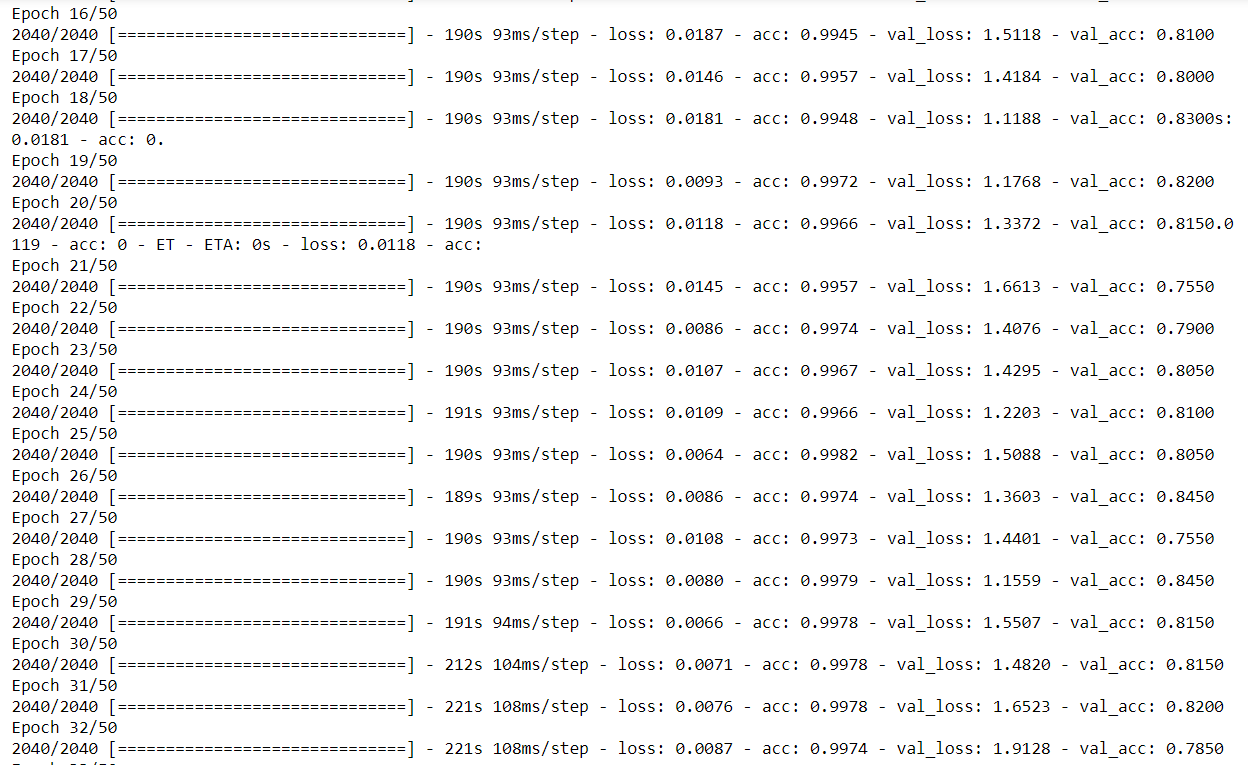 Epoch 16/50
2040/2040 [==============================] - 190s 93ms/step - loss: 0.0187 - acc: 0.9945 - val_loss: 1.5118 - val_acc: 0.8100
Epoch 17/50
2040/2040 [==============================] - 190s 93ms/step - loss: 0.0146 - acc: 0.9957 - val_loss: 1.4184 - val_acc: 0.8000
Epoch 18/50
2040/2040 [==============================] - 190s 93ms/step - loss: 0.0181 - acc: 0.9948 - val_loss: 1.1188 - val_acc: 0.8300s:
0.0181 - acc: 0.
Epoch 19/50
2040/2040 [==============================] - 190s 93ms/step - loss: 0.0093 - acc: 0.9972 - val_loss: 1.1768 - val_acc: 0.8200
Epoch 20/50
2040/2040 [==============================] - 190s 93ms/step - loss: 0.0118 - acc: 0.9966 - val_loss: 1.3372 - val_acc: 0.8150.0
119 - acc: 0 - ET - ETA: 0s - loss: 0.0118 - acc:
Epoch 21/50
2040/2040 [==============================] - 190s 93ms/step - loss: 0.0145 - acc: 0.9957 - val_loss: 1.6613 - val_acc: 0.7550
Epoch 22/50
2040/2040 [==============================] - 190s 93ms/step - loss: 0.0086 - acc: 0.9974 - val_loss: 1.4076 - val_acc: 0.7900
Epoch 23/50
2040/2040 [==============================] - 190s 93ms/step - loss: 0.0107 - acc: 0.9967 - val_loss: 1.4295 - val_acc: 0.8050
Epoch 24/50
2040/2040 [==============================] - 191s 93ms/step - loss: 0.0109 - acc: 0.9966 - val_loss: 1.2203 - val_acc: 0.8100
Epoch 25/50
2040/2040 [==============================] - 190s 93ms/step - loss: 0.0064 - acc: 0.9982 - val_loss: 1.5088 - val_acc: 0.8050
Epoch 26/50
2040/2040 [==============================] - 189s 93ms/step - loss: 0.0086 - acc: 0.9974 - val_loss: 1.3603 - val_acc: 0.8450
Epoch 27/50
2040/2040 [==============================] - 190s 93ms/step - loss: 0.0108 - acc: 0.9973 - val_loss: 1.4401 - val_acc: 0.7550
Epoch 28/50
2040/2040 [==============================] - 190s 93ms/step - loss: 0.0080 - acc: 0.9979 - val_loss: 1.1559 - val_acc: 0.8450
Epoch 29/50
2040/2040 [==============================] - 191s 94ms/step - loss: 0.0066 - acc: 0.9978 - val_loss: 1.5507 - val_acc: 0.8150
Epoch 30/50
2040/2040 [==============================] - 212s 104ms/step - loss: 0.0071 - acc: 0.9978 - val_loss: 1.4820 - val_acc: 0.8150
Epoch 31/50
2040/2040 [==============================] - 221s 108ms/step - loss: 0.0076 - acc: 0.9978 - val_loss: 1.6523 - val_acc: 0.8200
Epoch 32/50
2040/2040 [==============================] - 221s 108ms/step - loss: 0.0087 - acc: 0.9974 - val_loss: 1.9128 - val_acc: 0.7850